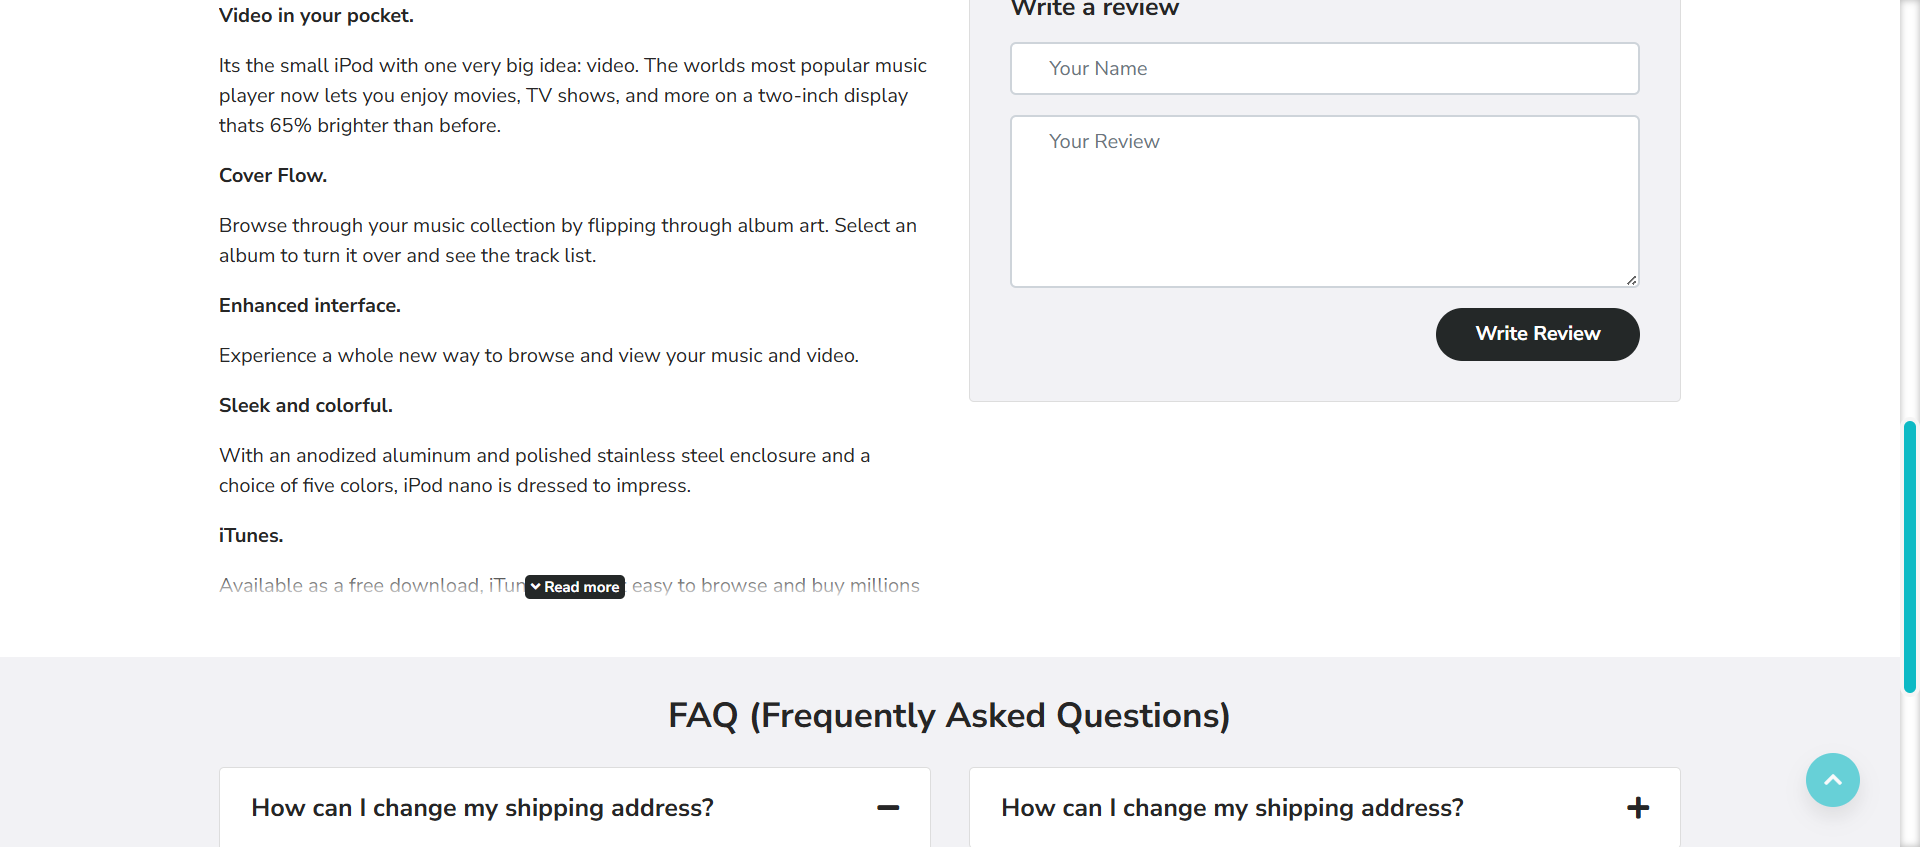 Video in your pocket.
Its the small iPod with one very big idea: video. The worlds most popular music
player now lets you enjoy movies, TV shows, and more on a two-inch display
thats 65% brighter than before.
Cover Flow.
Browse through your music collection by flipping through album art. Select an
album to turn it over and see the track list.
Enhanced interface.
Experience a whole new way to browse and view your music and video.
Sleek and colorful.
With an anodized aluminum and polished stainless steel enclosure and a
choice of five colors, iPod nano is dressed to impress.
iTunes.
Available as a free download, easy to browse and buy millions
Read more
Write a review
Your Name
Your Review
Write Review
FAQ (Frequently Asked Questions)
How can I change my shipping address?
How can I change my shipping address?